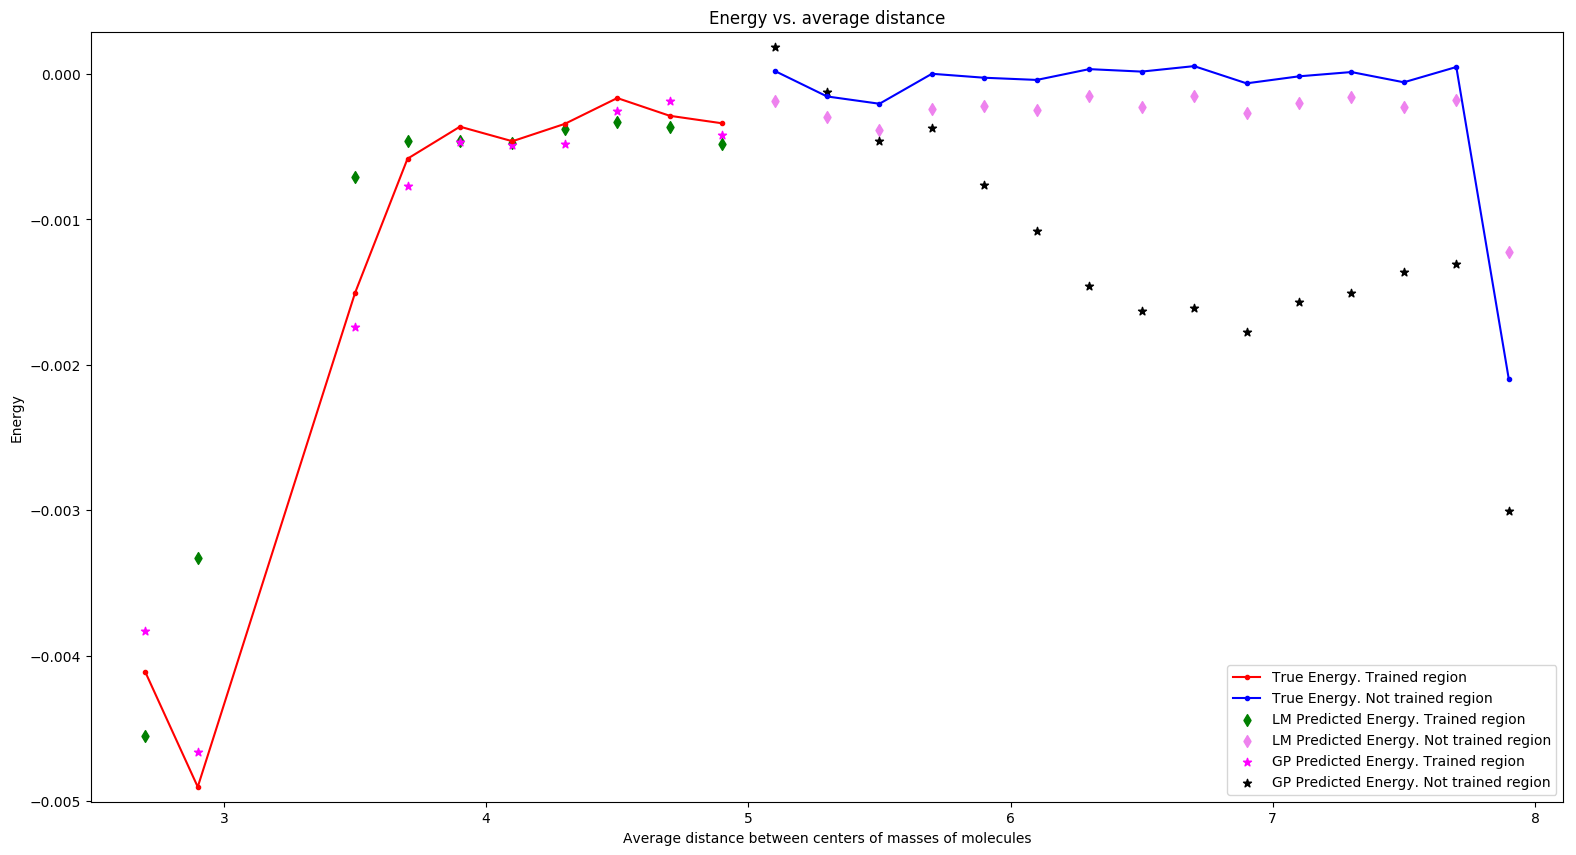 Energy vs. average distance
0.000
−0.001
−0.002
−0.003
−0.004
−0.005
Energy
3 4 5 6 7 8
Average distance between centers of masses of molecules
True Energy. Trained region
True Energy. Not trained region
LM Predicted Energy. Trained region
LM Predicted Energy. Not trained region
GP Predicted Energy. Trained region
GP Predicted Energy. Not trained region